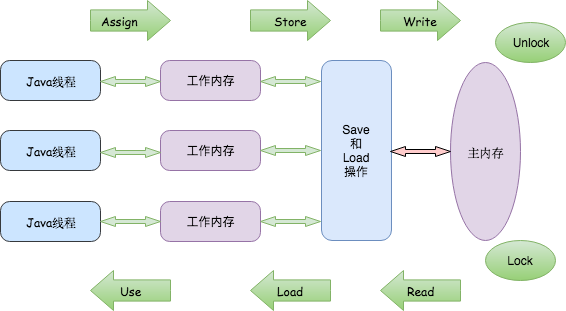 Assign
Store
Write
Unlock
Java线程
工作内存
Java线程
工作内存
Java线程
工作内存
Save
和
Load
操作
主内存
Lock
Use
Load
Read